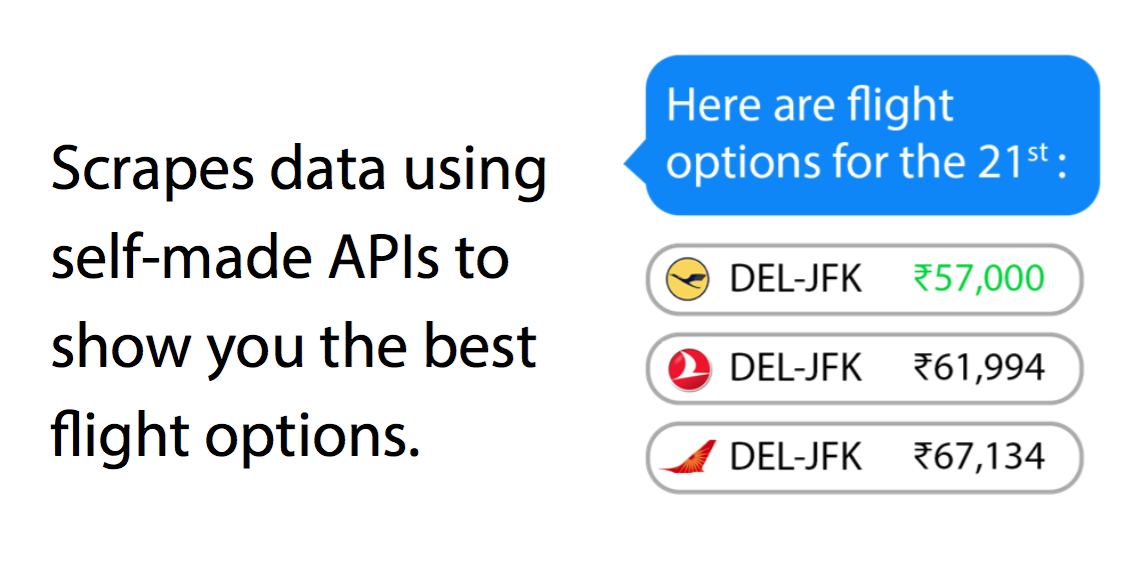 Scrapes data using
self-made APIs to
show you the best
flight options.
Here are flight
options for the 21st :
DEL-JFK ₹57,000
DEL-JFK ₹61,994
DEL-JFK ₹67,134